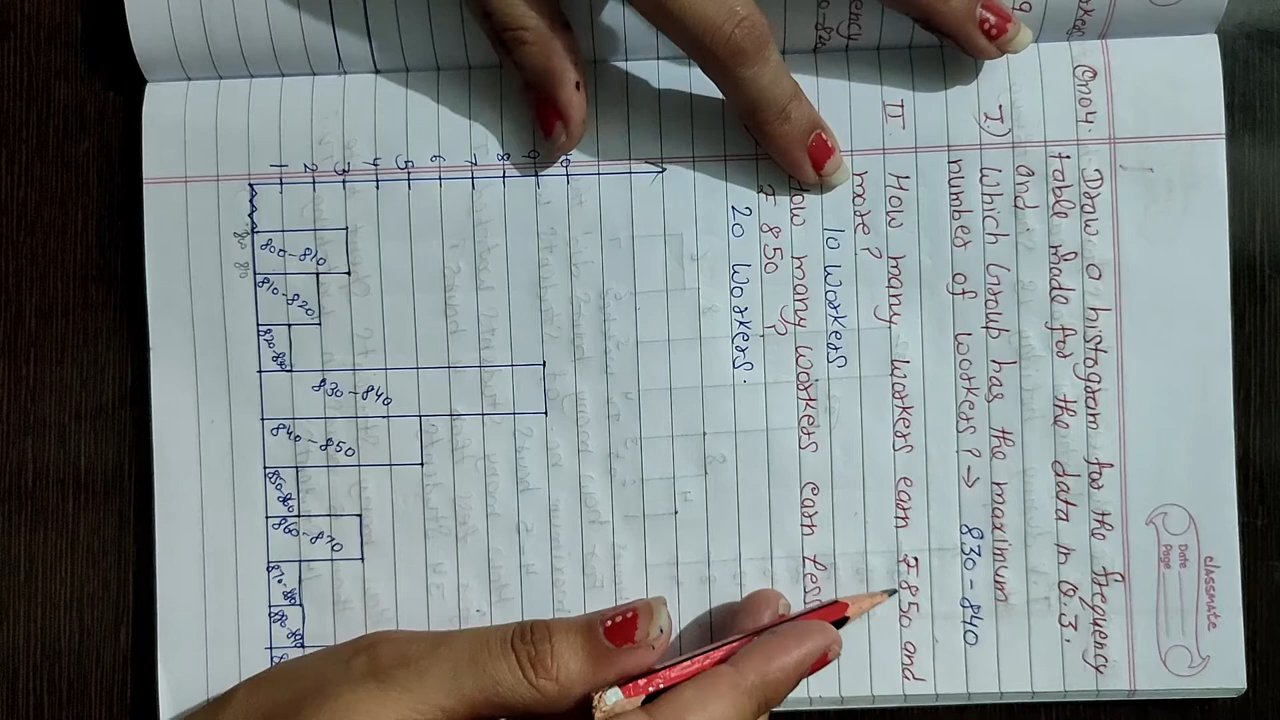 classmate
Date
Page
Qno4. Draw a histogram for the frequency
table made for the data in Q.3.
and
I) Which Group has the maximum
number of workers? → 830-840
II How many workers earn ₹850 and
more?
10 workers
How many workers earn Less
₹ 850 ?
20 workers.
10
9
8
7
6
5
4
3
2
1
800-810
810-820
820-830
830-840
840-850
850-860
860-870
870-880
880-890